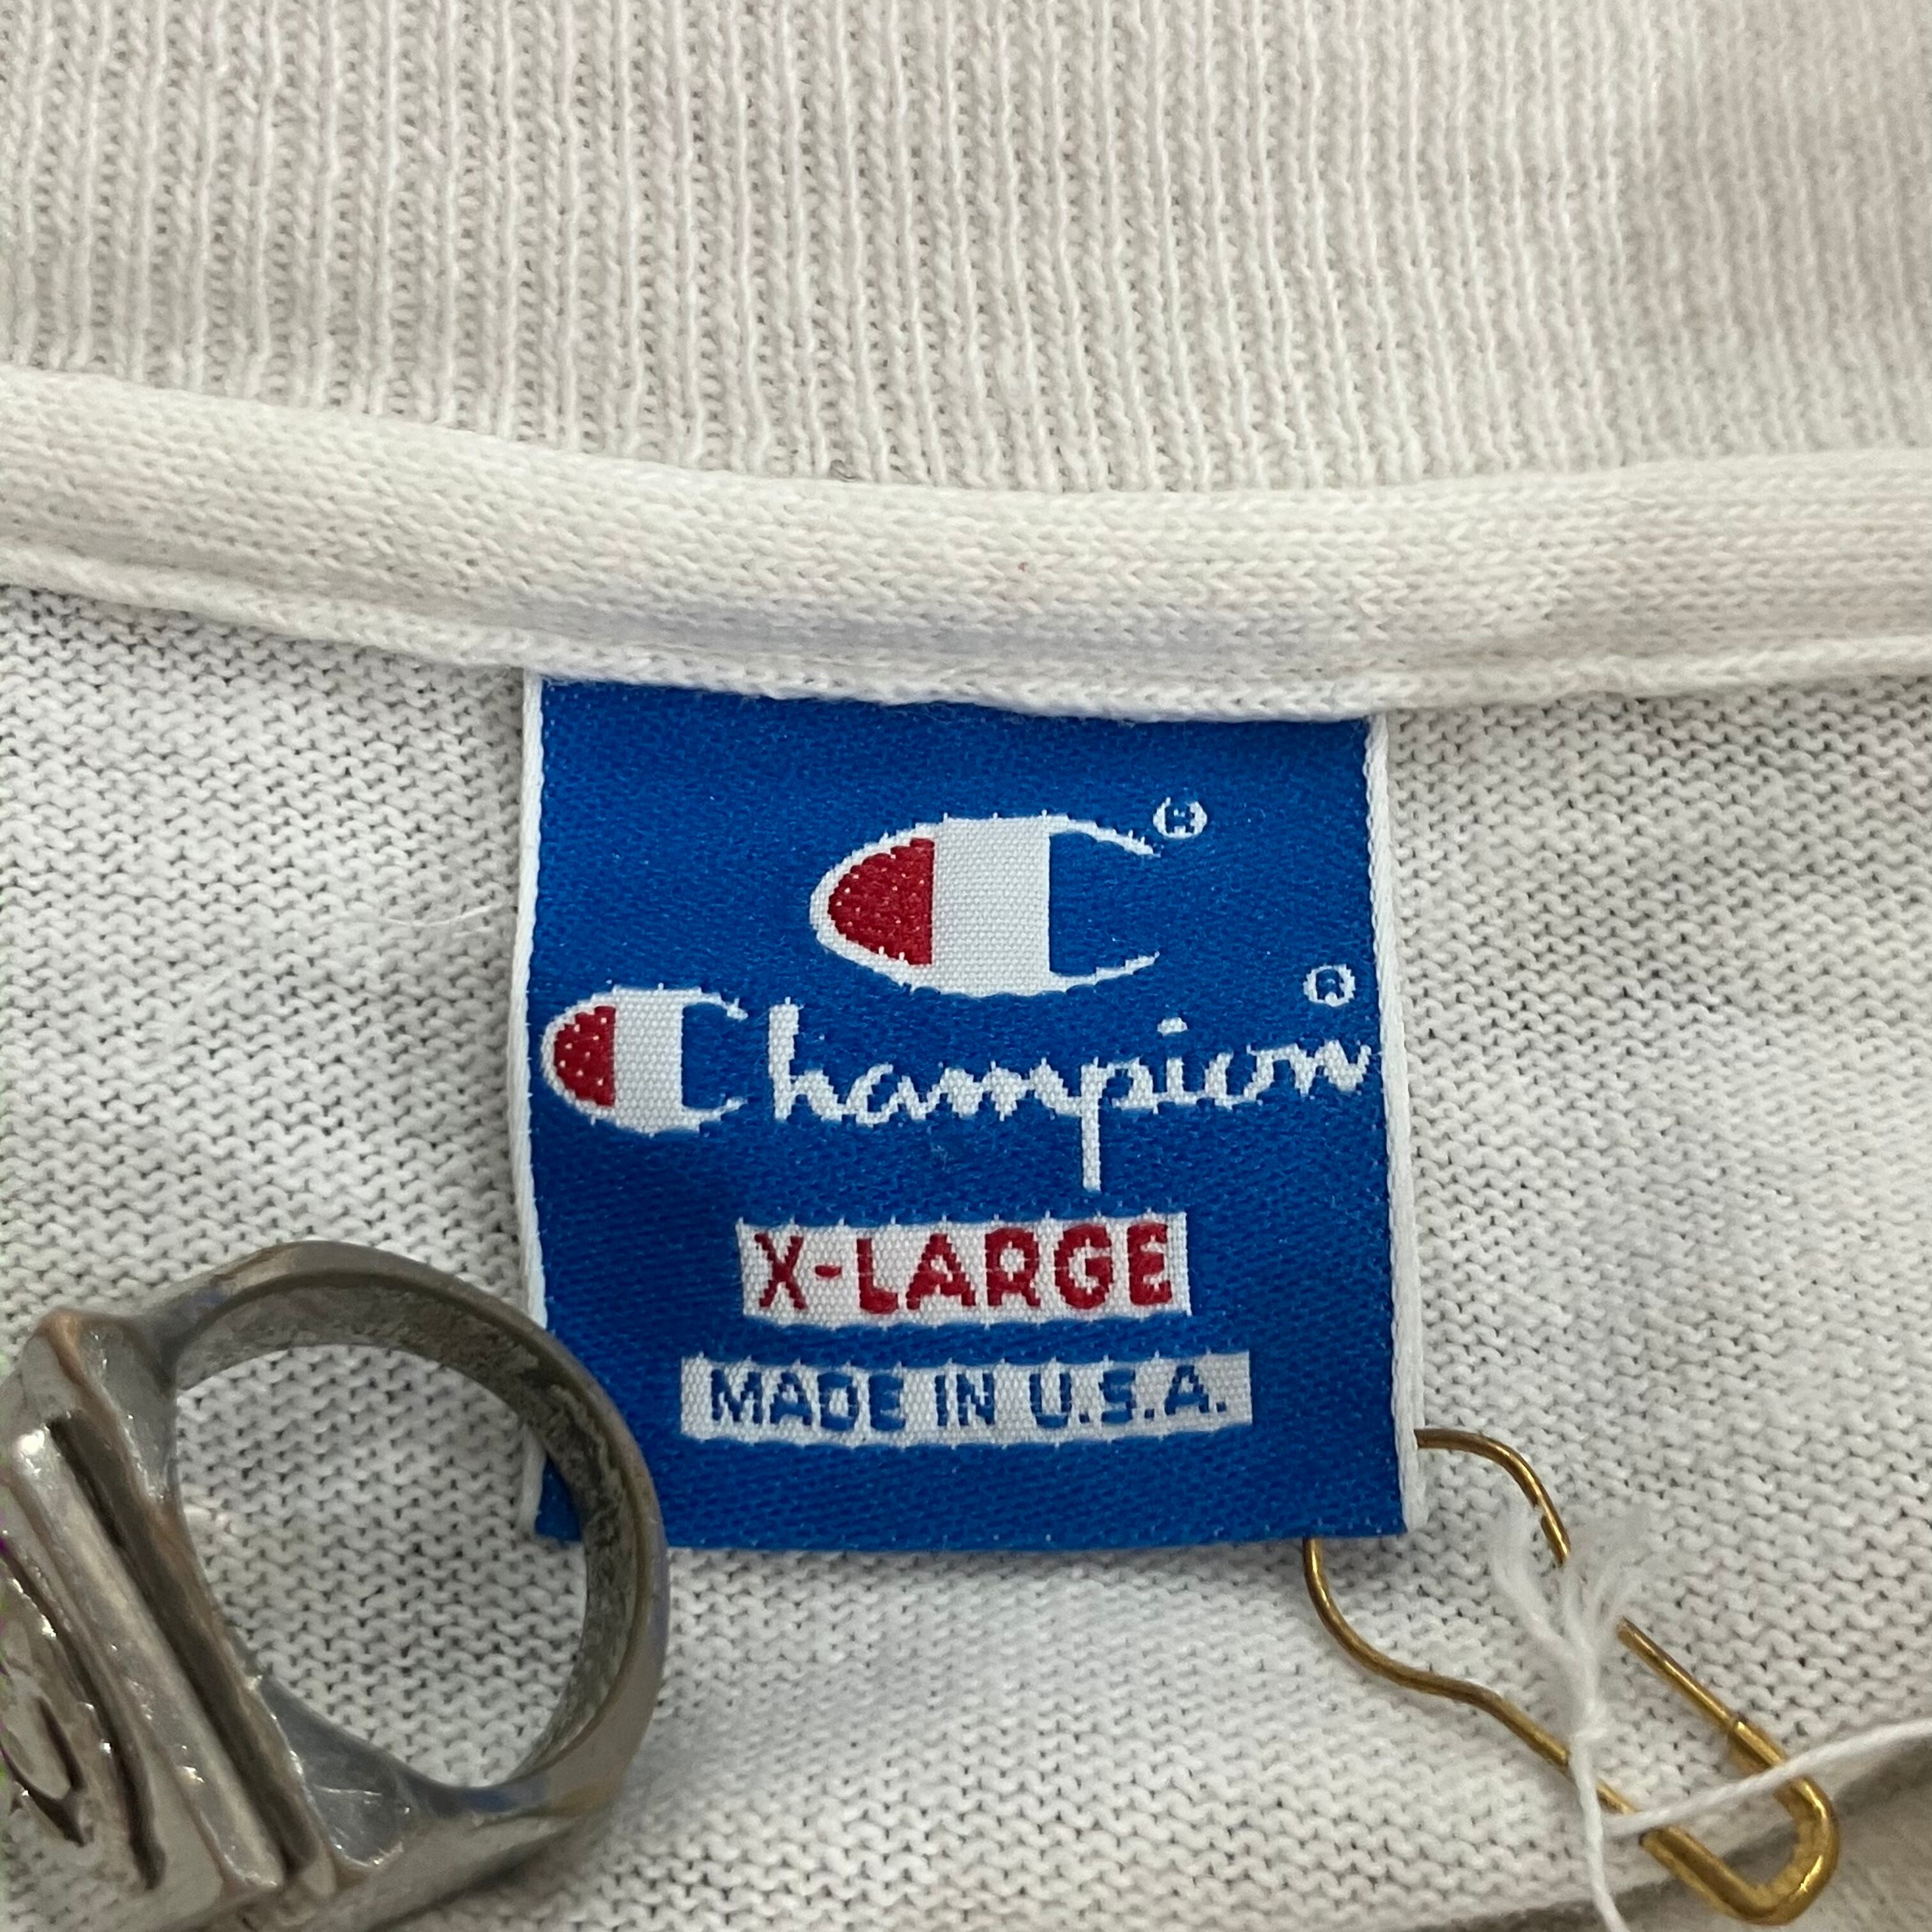 C®
Champion®
X-LARGE
MADE IN U.S.A.